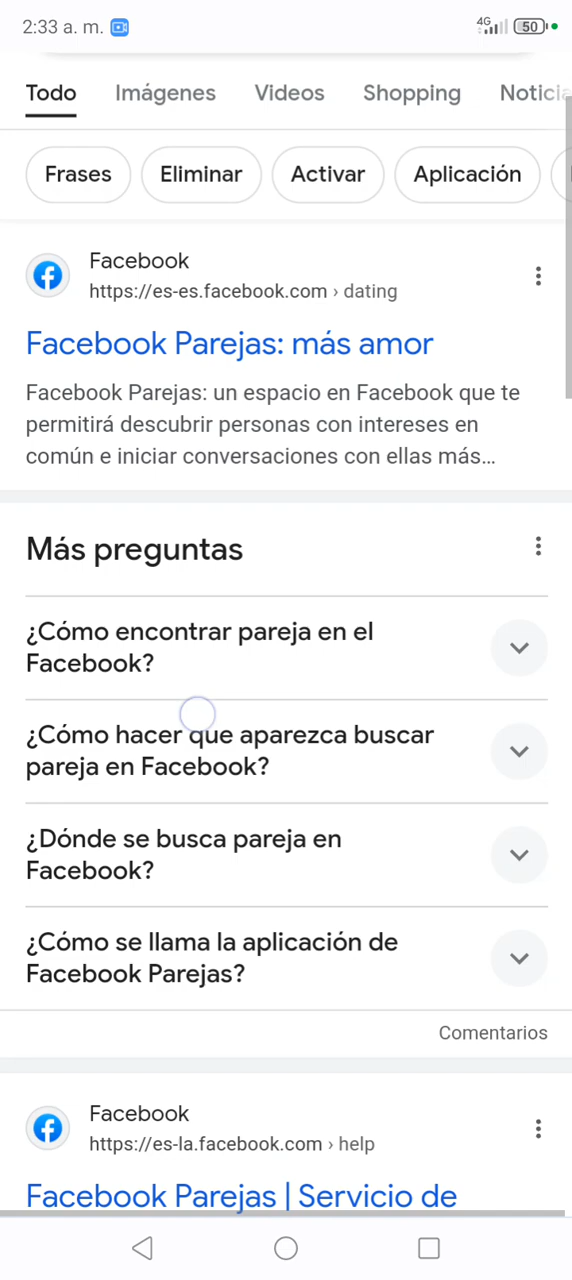 2:33 a. m.
4G
50
Todo Imágenes Videos Shopping
Frases Eliminar Activar Aplicación
Facebook
https://es-es.facebook.com › dating
Facebook Parejas: más amor
Facebook Parejas: un espacio en Facebook que te
permitirá descubrir personas con intereses en
común e iniciar conversaciones con ellas más...
Más preguntas
¿Cómo encontrar pareja en el
Facebook?
¿Cómo hacer que aparezca buscar
pareja en Facebook?
¿Dónde se busca pareja en
Facebook?
¿Cómo se llama la aplicación de
Facebook Parejas?
Comentarios
Facebook
https://es-la.facebook.com › help
Facebook Parejas | Servicio de